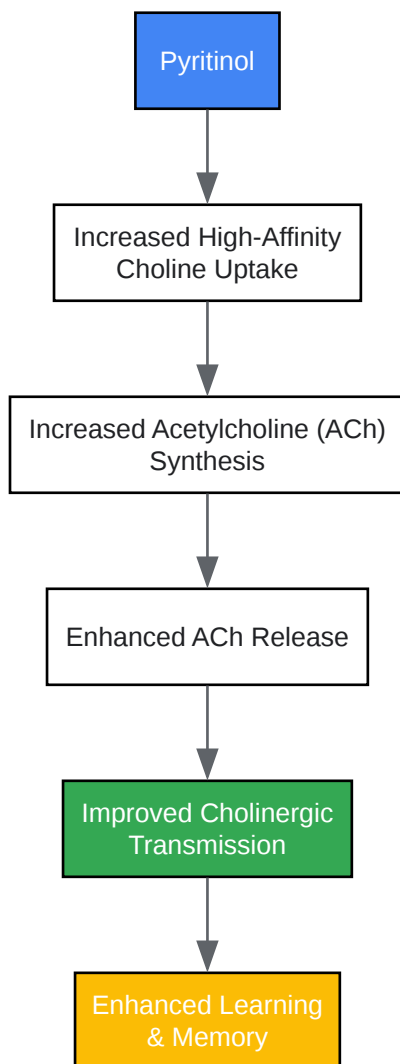 Pyritinol
Increased High-Affinity
Choline Uptake
Increased Acetylcholine (ACh)
Synthesis
Enhanced ACh Release
Improved Cholinergic
Transmission
Enhanced Learning
& Memory